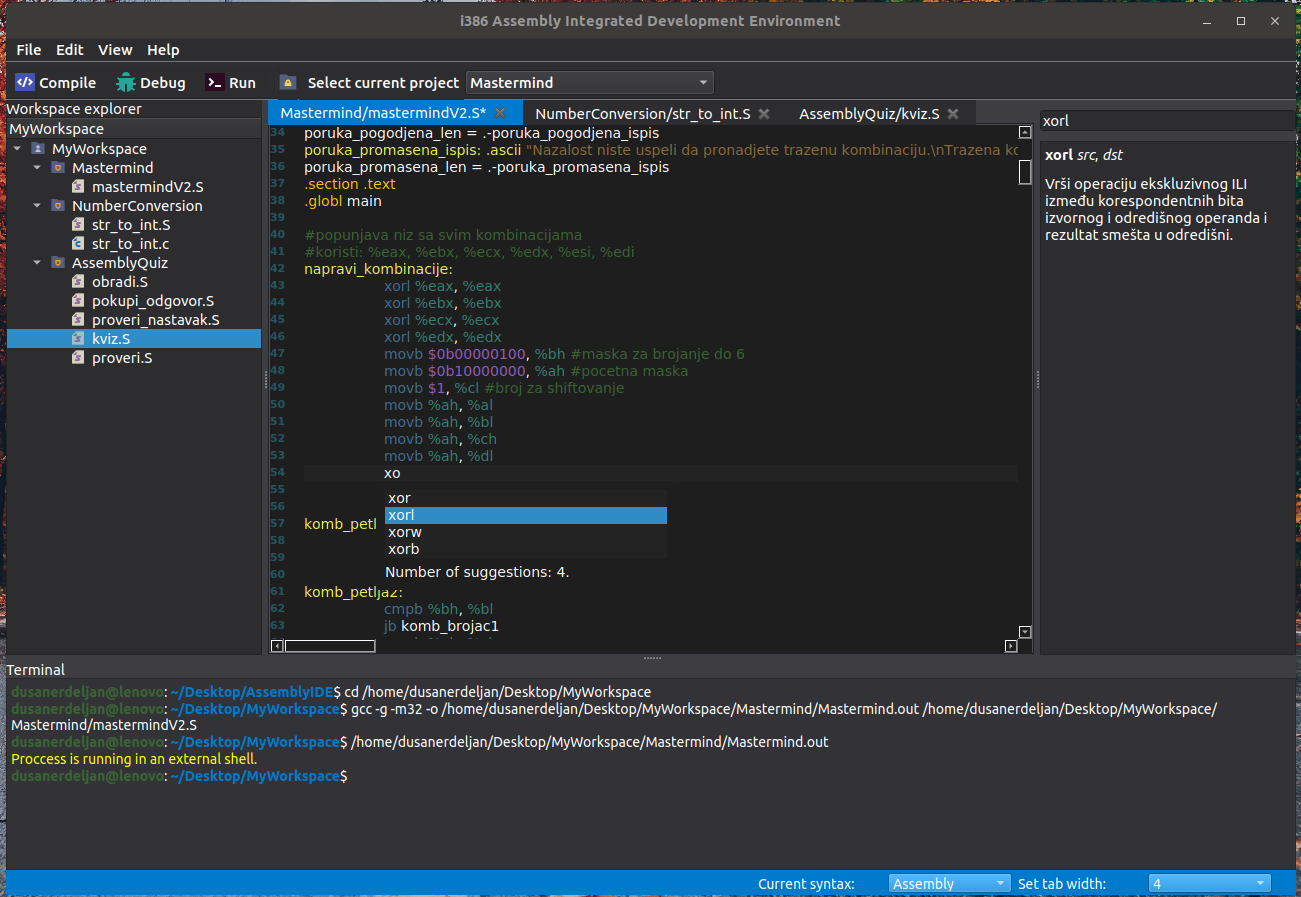 i386 Assembly Integrated Development Environment
File Edit View Help
Compile Debug Run Select current project Mastermind
Workspace explorer
MyWorkspace
MyWorkspace
Mastermind
mastermindV2.S
NumberConversion
str_to_int.S
str_to_int.c
AssemblyQuiz
obradi.S
pokupi_odgovor.S
proveri_nastavak.S
kviz.S
proveri.S
Mastermind/mastermindV2.S* NumberConversion/str_to_int.S AssemblyQuiz/kviz.S
34 poruka_pogodjena_len = .-poruka_pogodjena_ispis
35 poruka_promasena_ispis: .ascii "Nazalost niste uspeli da pronadjete trazenu kombinaciju.\nTrazena ko
36 poruka_promasena_len = .-poruka_promasena_ispis
37 .section .text
38 .globl main
39
40 #popunjava niz sa svim kombinacijama
41 #koristi: %eax, %ebx, %ecx, %edx, %esi, %edi
42 napravi_kombinacije:
43 xorl %eax, %eax
44 xorl %ebx, %ebx
45 xorl %ecx, %ecx
46 xorl %edx, %edx
47 movb $0b00000100, %bh #maska za brojanje do 6
48 movb $0b10000000, %ah #pocetna maska
49 movb $1, %cl #broj za shiftovanje
50 movb %ah, %al
51 movb %ah, %bl
52 movb %ah, %ch
53 movb %ah, %dl
54 xo
55
56
57 komb_petl
58
59
60
61 komb_petljaz:
62 cmpb %bh, %bl
63 jb komb_brojac1
xor
xorl
xorw
xorb
Number of suggestions: 4.
xorl
xorl src, dst
Vrši operaciju ekskluzivnog ILI
između korespondentnih bita
izvornog i odredišnog operanda i
rezultat smešta u odredišni.
Terminal
dusanerdeljan@lenovo:~/Desktop/AssemblyIDE$ cd /home/dusanerdeljan/Desktop/MyWorkspace
dusanerdeljan@lenovo:~/Desktop/MyWorkspace$ gcc -g -m32 -o /home/dusanerdeljan/Desktop/MyWorkspace/Mastermind/Mastermind.out /home/dusanerdeljan/Desktop/MyWorkspace/
Mastermind/mastermindV2.S
dusanerdeljan@lenovo:~/Desktop/MyWorkspace$ /home/dusanerdeljan/Desktop/MyWorkspace/Mastermind/Mastermind.out
Proccess is running in an external shell.
dusanerdeljan@lenovo:~/Desktop/MyWorkspace$
Current syntax: Assembly Set tab width: 4